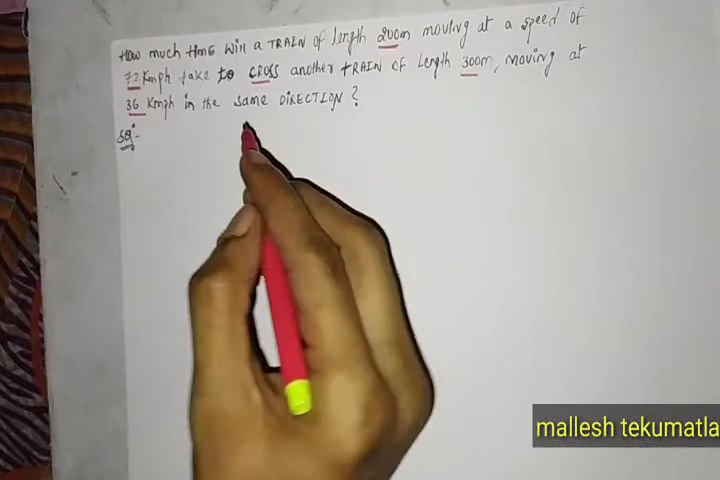 How much time will a TRAIN of length 200m moving at a speed of
72 Kmph take to CROSS another TRAIN of Length 300m, moving at
36 Kmph in the same DIRECTION?
Sol:-
mallesh tekumatla